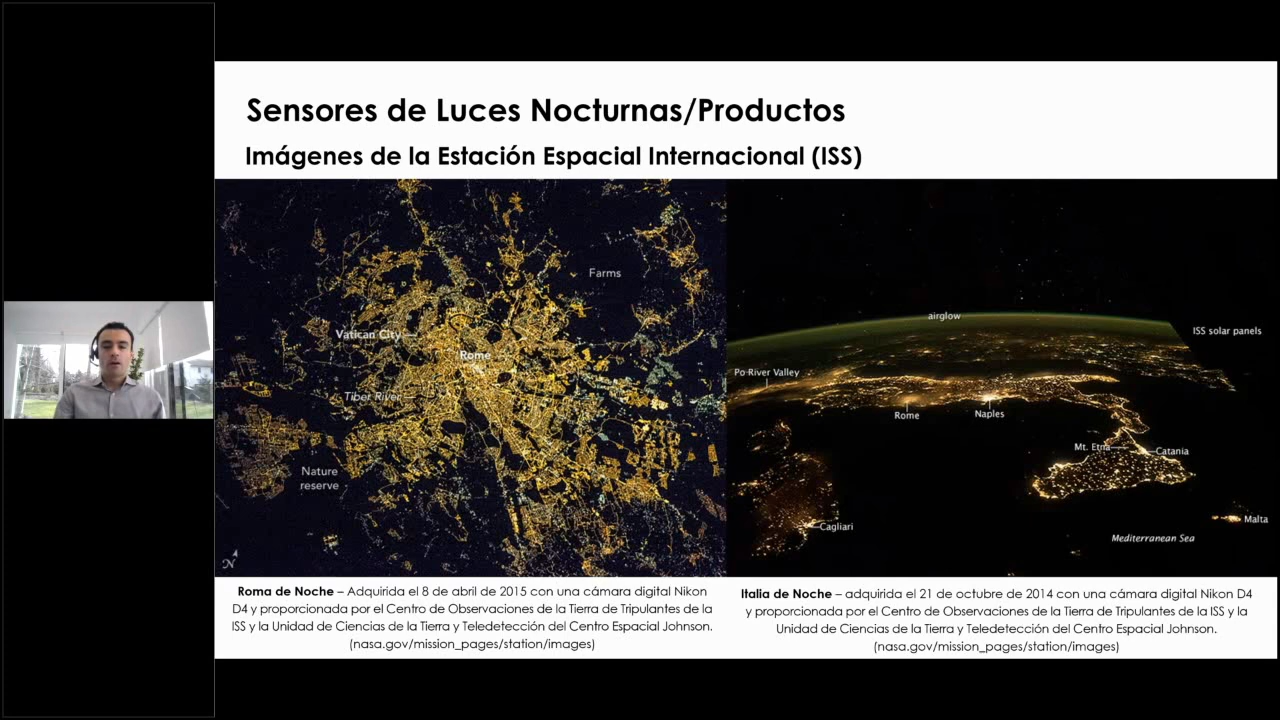 Sensores de Luces Nocturnas/Productos
Imágenes de la Estación Espacial Internacional (ISS)
Farms
Vatican City
Rome
Tiber River
Nature
reserve
N
airglow
ISS solar panels
Po River Valley
Rome
Naples
Mt. Etna
Catania
Cagliari
Malta
Mediterranean Sea
Roma de Noche – Adquirida el 8 de abril de 2015 con una cámara digital Nikon
D4 y proporcionada por el Centro de Observaciones de la Tierra de Tripulantes de la
ISS y la Unidad de Ciencias de la Tierra y Teledetección del Centro Espacial Johnson.
(nasa.gov/mission_pages/station/images)
Italia de Noche – adquirida el 21 de octubre de 2014 con una cámara digital Nikon D4
y proporcionada por el Centro de Observaciones de la Tierra de Tripulantes de la ISS y la
Unidad de Ciencias de la Tierra y Teledetección del Centro Espacial Johnson.
(nasa.gov/mission_pages/station/images)